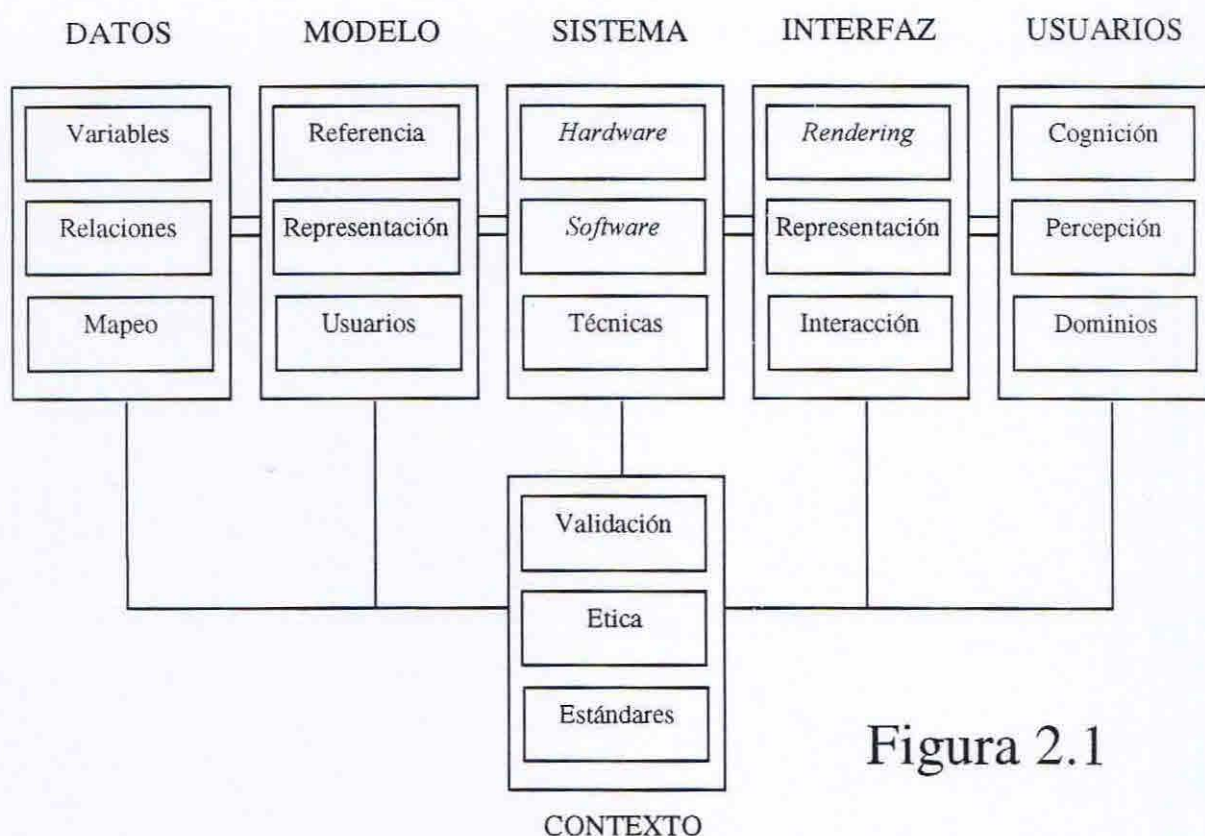 DATOS
MODELO
SISTEMA
INTERFAZ
USUARIOS
Variables
Referencia
Hardware
Rendering
Cognición
Relaciones
Representación
Software
Representación
Percepción
Mapeo
Usuarios
Técnicas
Interacción
Dominios
Validación
Etica
Estándares
Figura 2.1
CONTEXTO